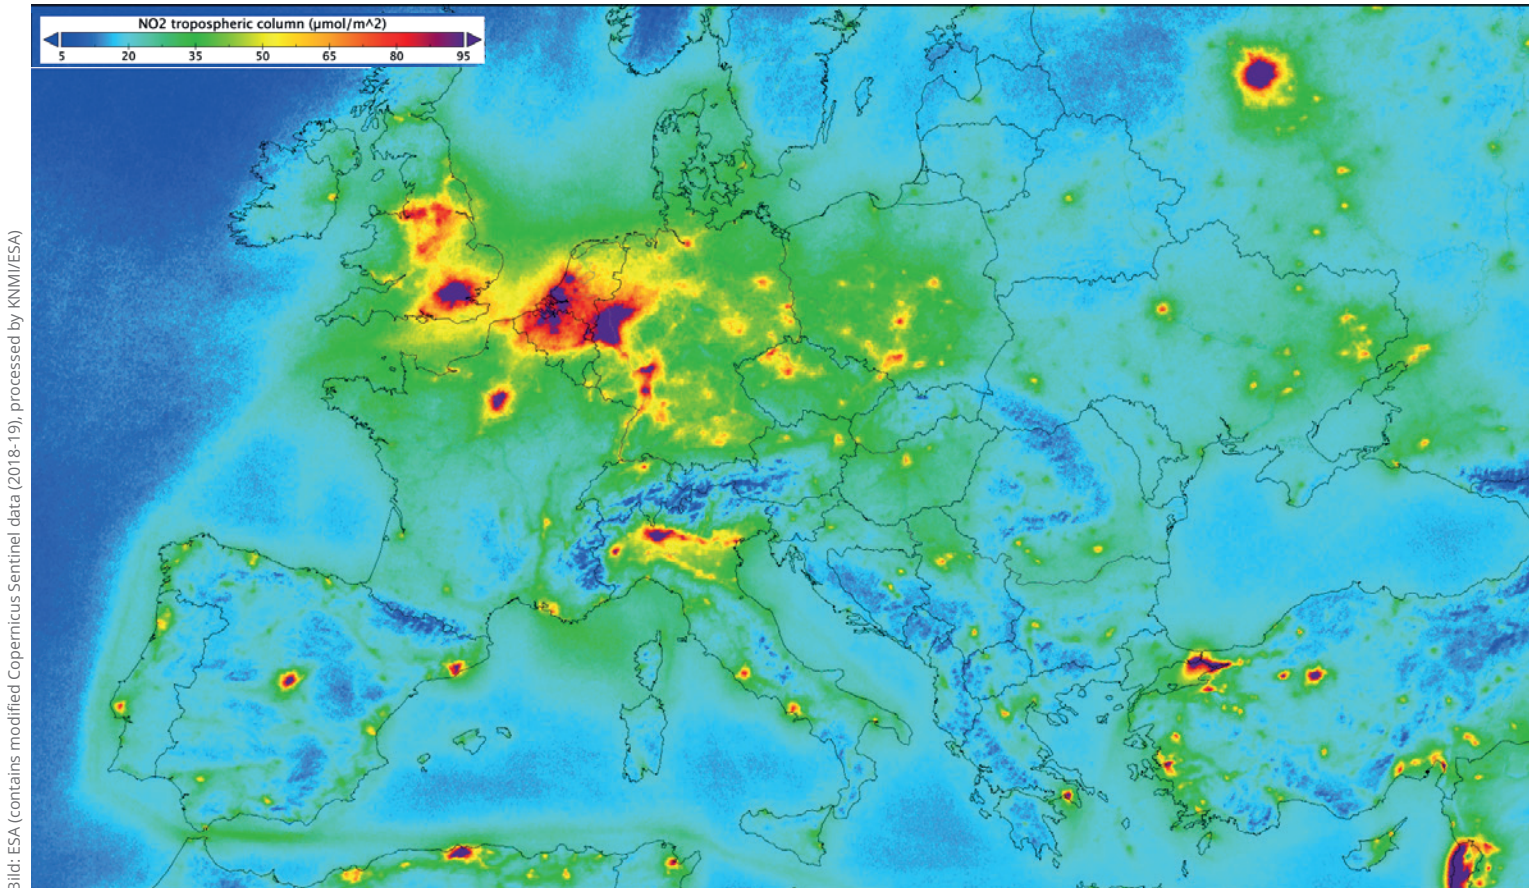 NO2 tropospheric column (µmol/m^2)
5 20 35 50 65 80 95
Bild: ESA (contains modified Copernicus Sentinel data (2018-19), processed by KNMI/ESA)